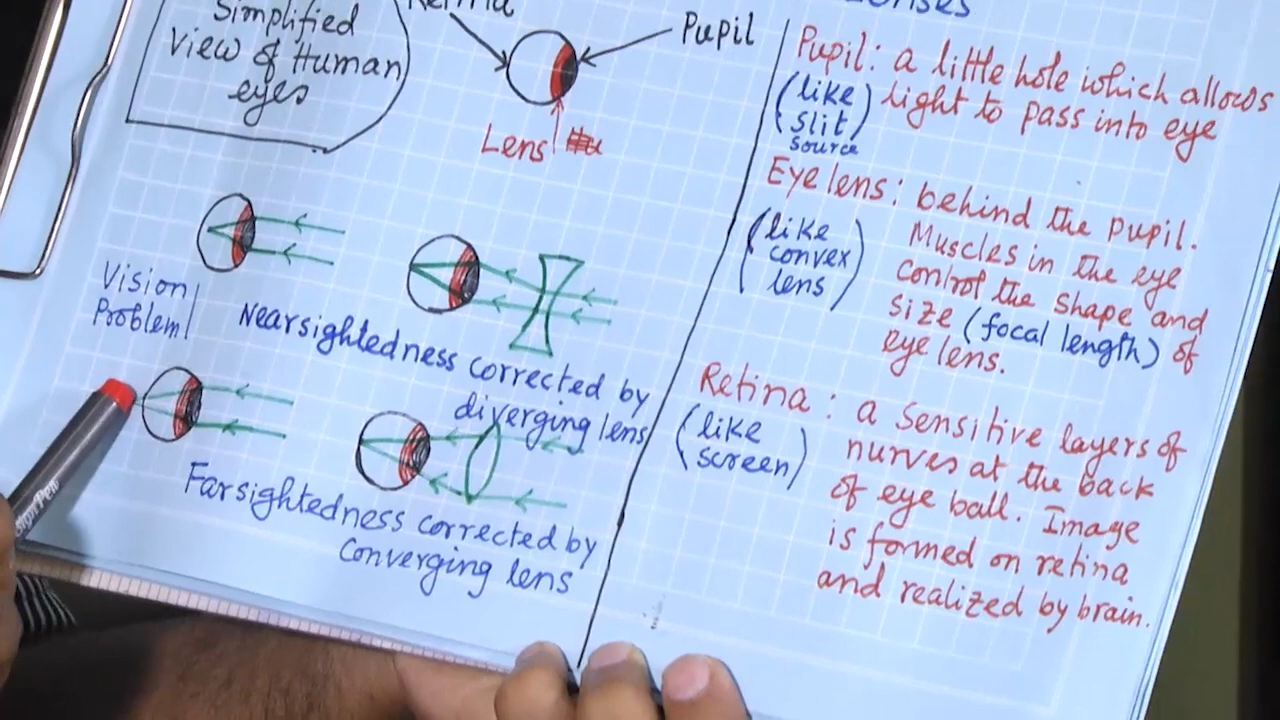 Simplified
View of Human
eyes
Retina
Pupil
Lens
Vision
Problem
Nearsightedness corrected by
diverging lens
Farsightedness corrected by
Converging lens
Lenses
Pupil: a little hole which allows
(like light to pass into eye
slit)
source
Eye lens: behind the pupil.
(like Muscles in the eye
convex control the shape and
lens) size (focal length) of
eye lens.
Retina: a Sensitive layers of
(like nurves at the back
screen) of eye ball. Image
is formed on retina
and realized by brain.